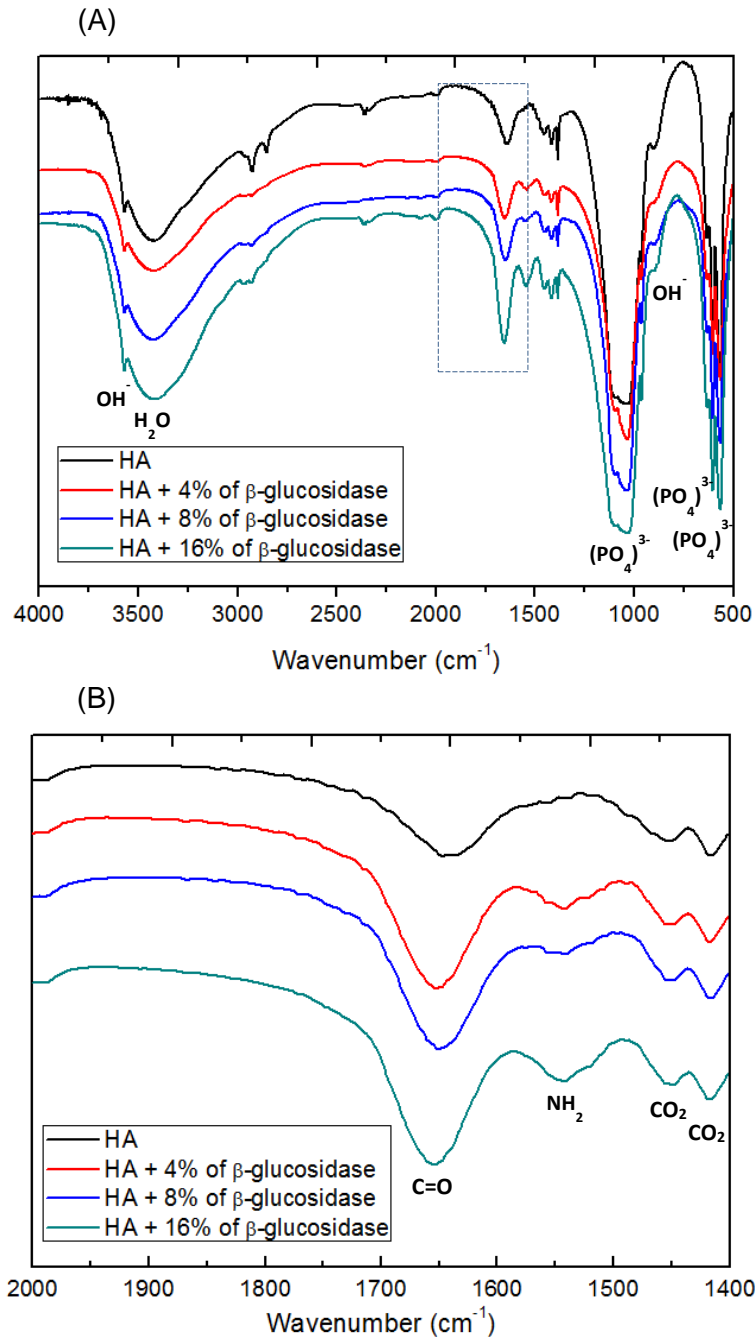 (A)
OH⁻
H₂O
OH⁻
(PO₄)³⁻
(PO₄)³⁻
(PO₄)³⁻
HA
HA + 4% of β-glucosidase
HA + 8% of β-glucosidase
HA + 16% of β-glucosidase
4000 3500 3000 2500 2000 1500 1000 500
Wavenumber (cm⁻¹)
(B)
NH₂
CO₂
CO₂
C=O
HA
HA + 4% of β-glucosidase
HA + 8% of β-glucosidase
HA + 16% of β-glucosidase
2000 1900 1800 1700 1600 1500 1400
Wavenumber (cm⁻¹)